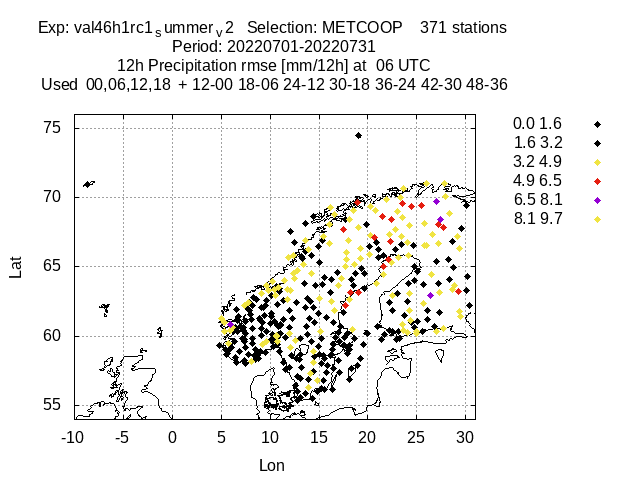 Exp: val46h1rc1summerv2 Selection: METCOOP 371 stations
Period: 20220701-20220731
12h Precipitation rmse [mm/12h] at 06 UTC
Used 00,06,12,18 + 12-00 18-06 24-12 30-18 36-24 42-30 48-36
0.0 1.6
1.6 3.2
3.2 4.9
4.9 6.5
6.5 8.1
8.1 9.7
75
70
65
60
55
Lat
-10 -5 0 5 10 15 20 25 30
Lon